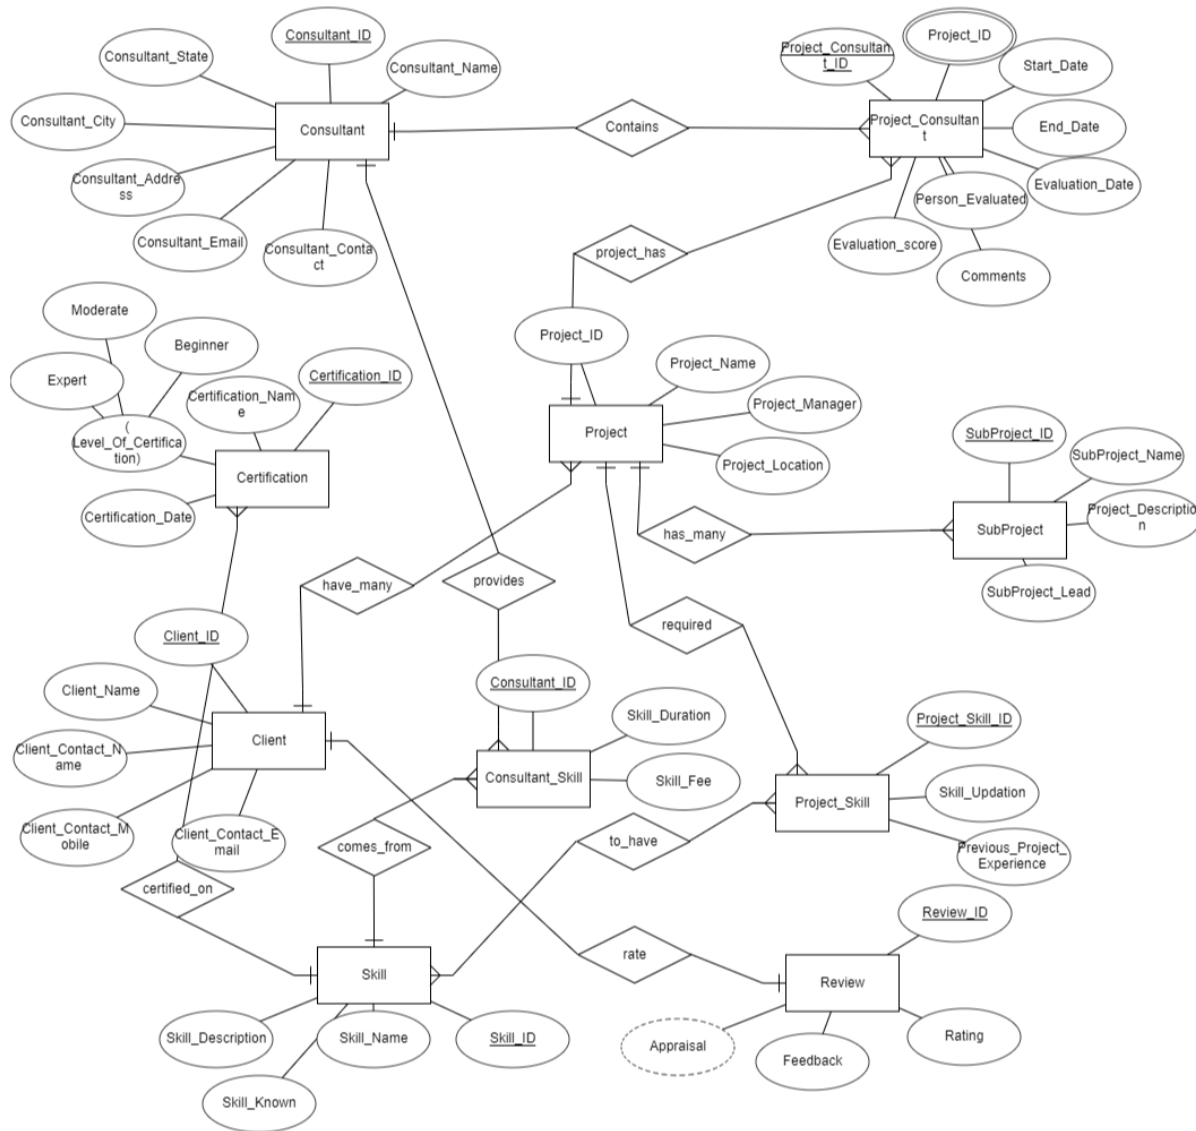 Consultant_ID
Consultant_State
Consultant_Name
Consultant_City
Consultant
Consultant_Addre
ss
Consultant_Email
Consultant_Conta
ct
Contains
Project_Consultan
t_ID
Project_ID
Start_Date
Project_Consultan
t
End_Date
Evaluation_Date
Person_Evaluated
Evaluation_score
Comments
project_has
Moderate
Beginner
Expert
Certification_Nam
e
Certification_ID
(
Level_Of_Certifica
tion)
Certification
Certification_Date
Project_ID
Project_Name
Project_Manager
Project
Project_Location
SubProject_ID
SubProject_Name
Project_Descriptio
n
SubProject
SubProject_Lead
has_many
have_many
provides
required
Client_ID
Client_Name
Client
Client_Contact_N
ame
Client_Contact_M
obile
Client_Contact_E
mail
Consultant_ID
Skill_Duration
Consultant_Skill
Skill_Fee
Project_Skill_ID
Project_Skill
Skill_Updation
Previous_Project_
Experience
comes_from
to_have
certified_on
rate
Skill
Skill_Description
Skill_Name
Skill_ID
Skill_Known
Review_ID
Review
Appraisal
Feedback
Rating